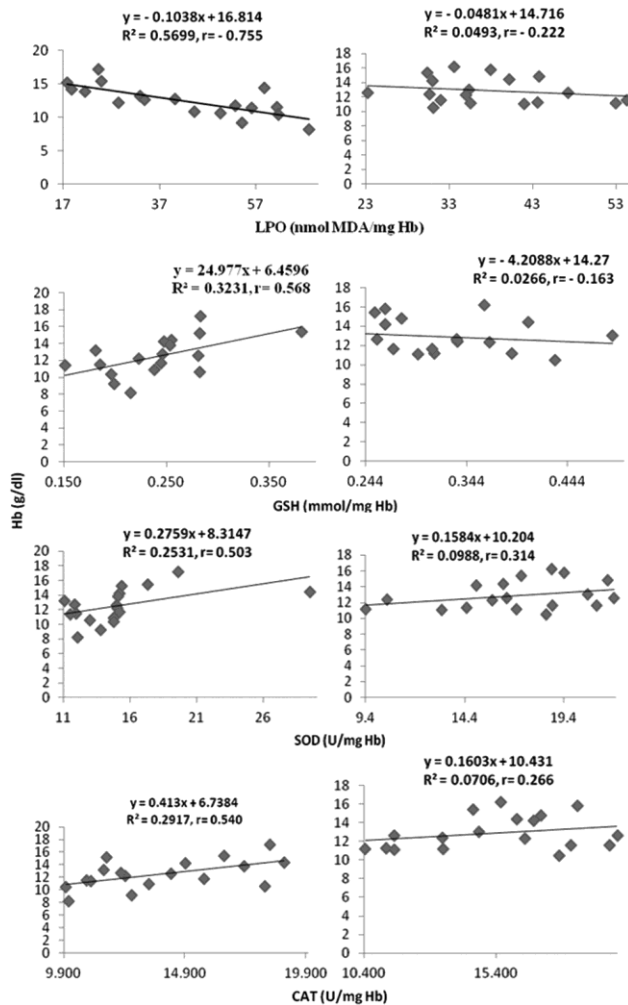 y = - 0.1038x + 16.814
R² = 0.5699, r= - 0.755
20
15
10
5
0
17 37 57
y = -0.0481x + 14.716
R² = 0.0493, r= - 0.222
18
16
14
12
10
8
6
4
2
0
23 33 43 53
LPO (nmol MDA/mg Hb)
Hb (g/dl)
y = 24.977x + 6.4596
R² = 0.3231, r= 0.568
20
18
16
14
12
10
8
6
4
2
0
0.150 0.250 0.350
y = - 4.2088x + 14.27
R² = 0.0266, r= - 0.163
18
16
14
12
10
8
6
4
2
0
0.244 0.344 0.444
GSH (mmol/mg Hb)
y = 0.2759x + 8.3147
R² = 0.2531, r= 0.503
20
18
16
14
12
10
8
6
4
2
0
11 16 21 26
y = 0.1584x + 10.204
R² = 0.0988, r= 0.314
18
16
14
12
10
8
6
4
2
0
9.4 14.4 19.4
SOD (U/mg Hb)
y = 0.413x + 6.7384
R² = 0.2917, r= 0.540
20
18
16
14
12
10
8
6
4
2
0
9.900 14.900 19.900
y = 0.1603x + 10.431
R² = 0.0706, r= 0.266
18
16
14
12
10
8
6
4
2
0
10.400 15.400
CAT (U/mg Hb)